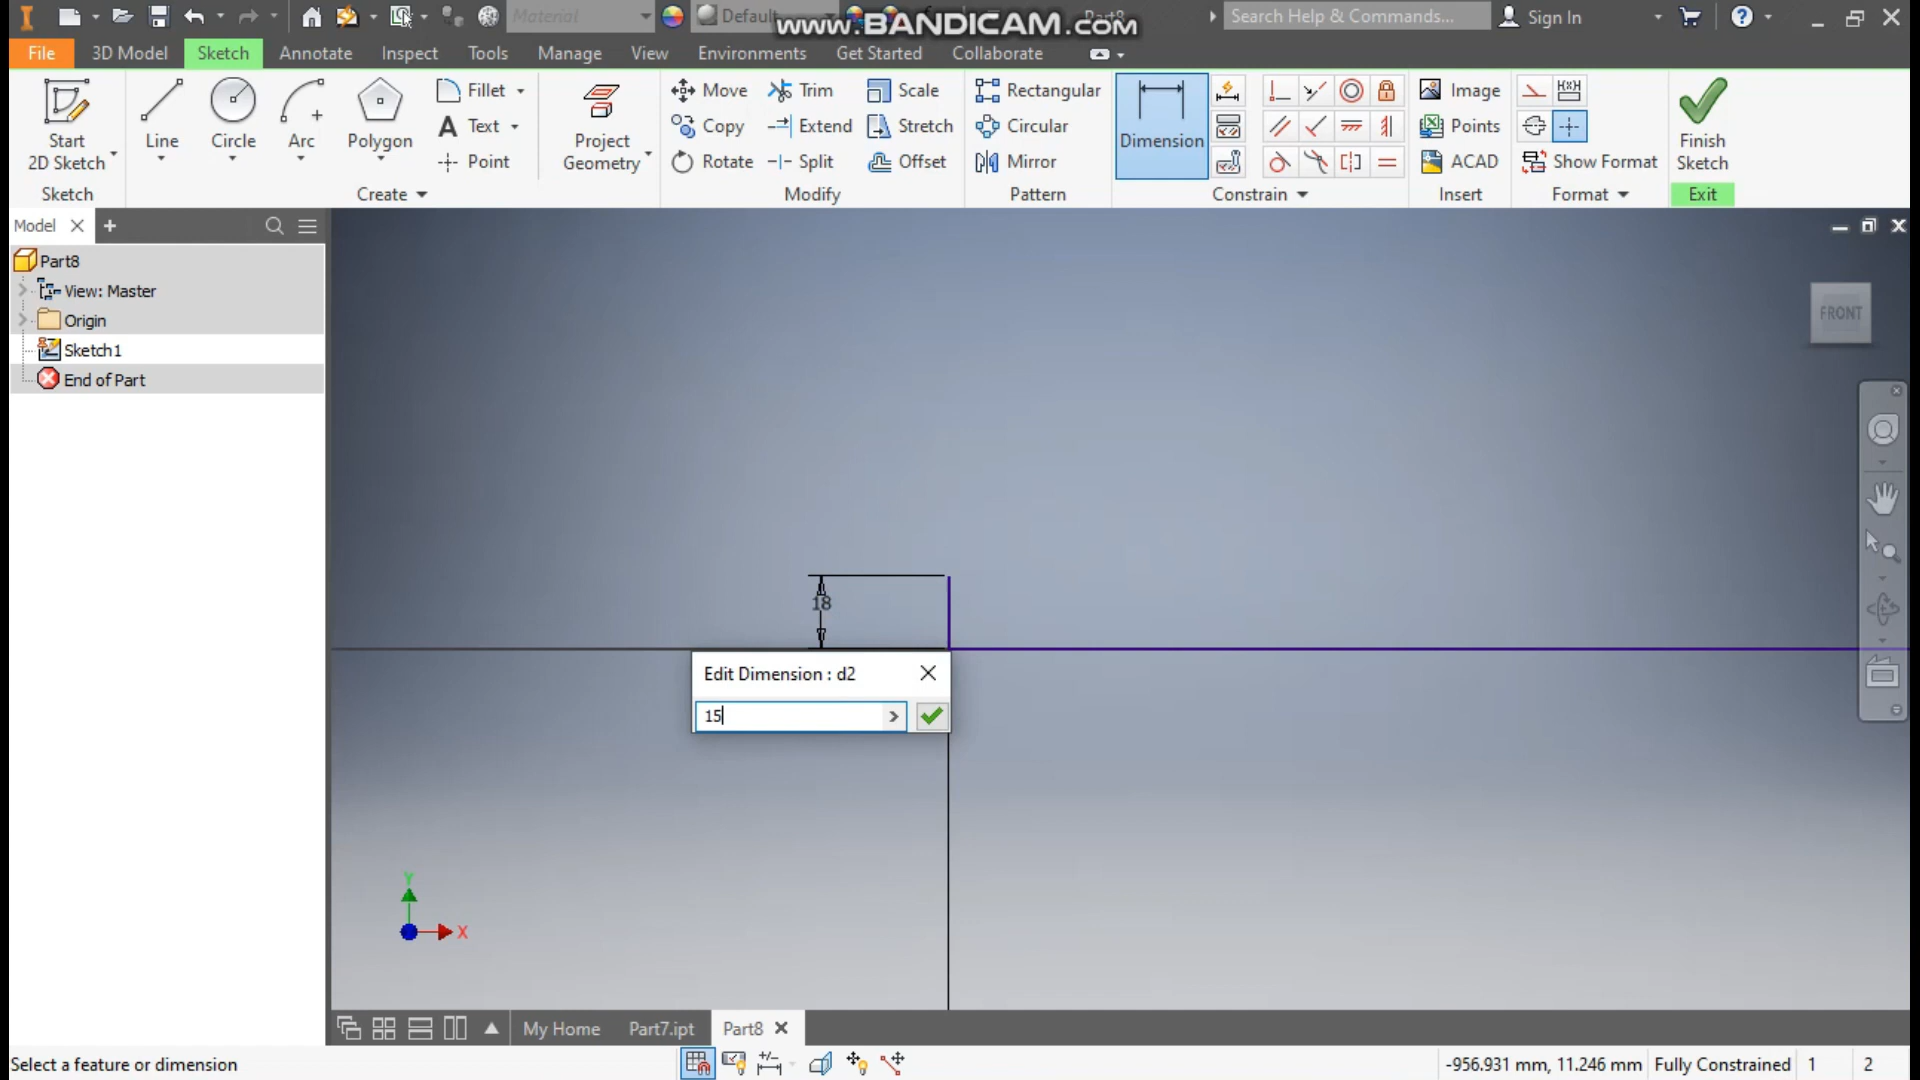 Material
Default
www.BANDICAM.com
Part8
Search Help & Commands...
Sign In
File
3D Model
Sketch
Annotate
Inspect
Tools
Manage
View
Environments
Get Started
Collaborate
Start
2D Sketch
Line
Circle
Arc
Polygon
Fillet
Text
Point
Project
Geometry
Move
Copy
Rotate
Trim
Extend
Split
Scale
Stretch
Offset
Rectangular
Circular
Mirror
Dimension
Image
Points
ACAD
Show Format
Finish
Sketch
Sketch
Create
Modify
Pattern
Constrain
Insert
Format
Exit
Model
Part8
View: Master
Origin
Sketch1
End of Part
FRONT
18
Edit Dimension : d2
15
Y
X
My Home
Part7.ipt
Part8
Select a feature or dimension
-956.931 mm, 11.246 mm
Fully Constrained
1
2